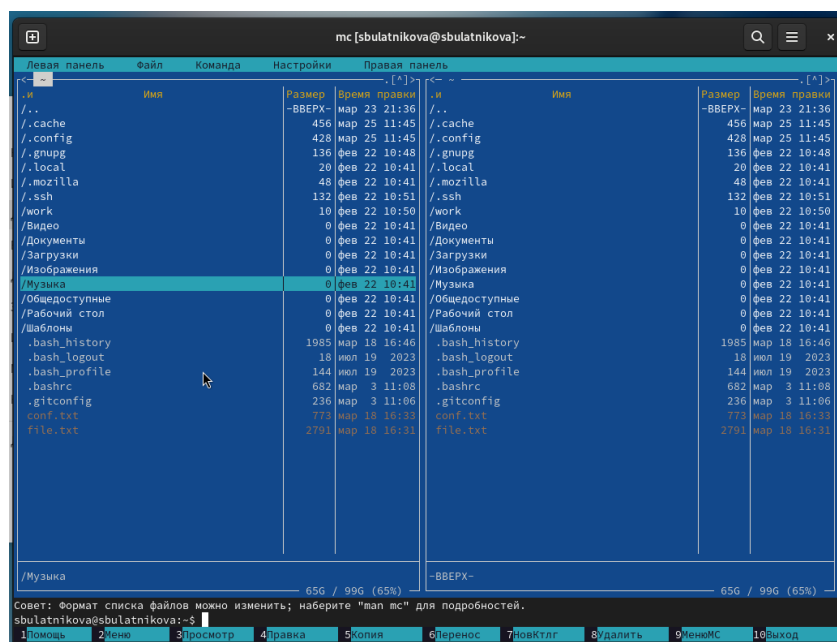 mc [sbulatnikova@sbulatnikova]:~
Левая панель Файл Команда Настройки Правая панель
<— ~ .[^]> <— ~ .[^]>
.и Имя Размер Время правки .и Имя Размер Время правки
/.. -ВВЕРХ- мар 23 21:36 /.. -ВВЕРХ- мар 23 21:36
/.cache 456 мар 25 11:45 /.cache 456 мар 25 11:45
/.config 428 мар 25 11:45 /.config 428 мар 25 11:45
/.gnupg 136 фев 22 10:48 /.gnupg 136 фев 22 10:48
/.local 20 фев 22 10:41 /.local 20 фев 22 10:41
/.mozilla 48 фев 22 10:41 /.mozilla 48 фев 22 10:41
/.ssh 132 фев 22 10:51 /.ssh 132 фев 22 10:51
/work 10 фев 22 10:50 /work 10 фев 22 10:50
/Видео 0 фев 22 10:41 /Видео 0 фев 22 10:41
/Документы 0 фев 22 10:41 /Документы 0 фев 22 10:41
/Загрузки 0 фев 22 10:41 /Загрузки 0 фев 22 10:41
/Изображения 0 фев 22 10:41 /Изображения 0 фев 22 10:41
/Музыка 0 фев 22 10:41 /Музыка 0 фев 22 10:41
/Общедоступные 0 фев 22 10:41 /Общедоступные 0 фев 22 10:41
/Рабочий стол 0 фев 22 10:41 /Рабочий стол 0 фев 22 10:41
/Шаблоны 0 фев 22 10:41 /Шаблоны 0 фев 22 10:41
.bash_history 1985 мар 18 16:46 .bash_history 1985 мар 18 16:46
.bash_logout 18 июл 19 2023 .bash_logout 18 июл 19 2023
.bash_profile 144 июл 19 2023 .bash_profile 144 июл 19 2023
.bashrc 682 мар 3 11:08 .bashrc 682 мар 3 11:08
.gitconfig 236 мар 3 11:06 .gitconfig 236 мар 3 11:06
conf.txt 773 мар 18 16:33 conf.txt 773 мар 18 16:33
file.txt 2791 мар 18 16:31 file.txt 2791 мар 18 16:31
/Музыка -ВВЕРХ-
65G / 99G (65%) 65G / 99G (65%)
Совет: Формат списка файлов можно изменить; наберите "man mc" для подробностей.
sbulatnikova@sbulatnikova:~$
1Помощь 2Меню 3Просмотр 4Правка 5Копия 6Перенос 7НовКтлг 8Удалить 9МенюМС 10Выход